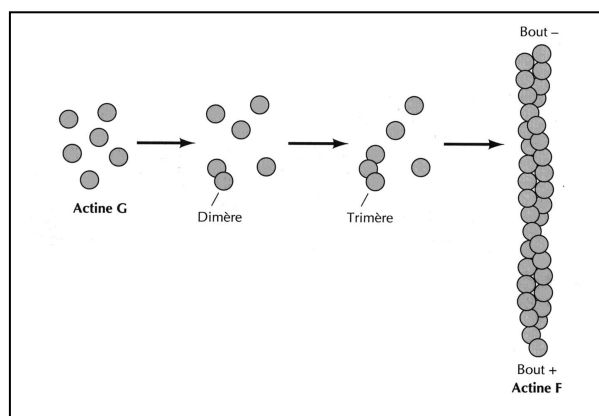 Bout –
Actine G
Dimère
Trimère
Bout +
Actine F